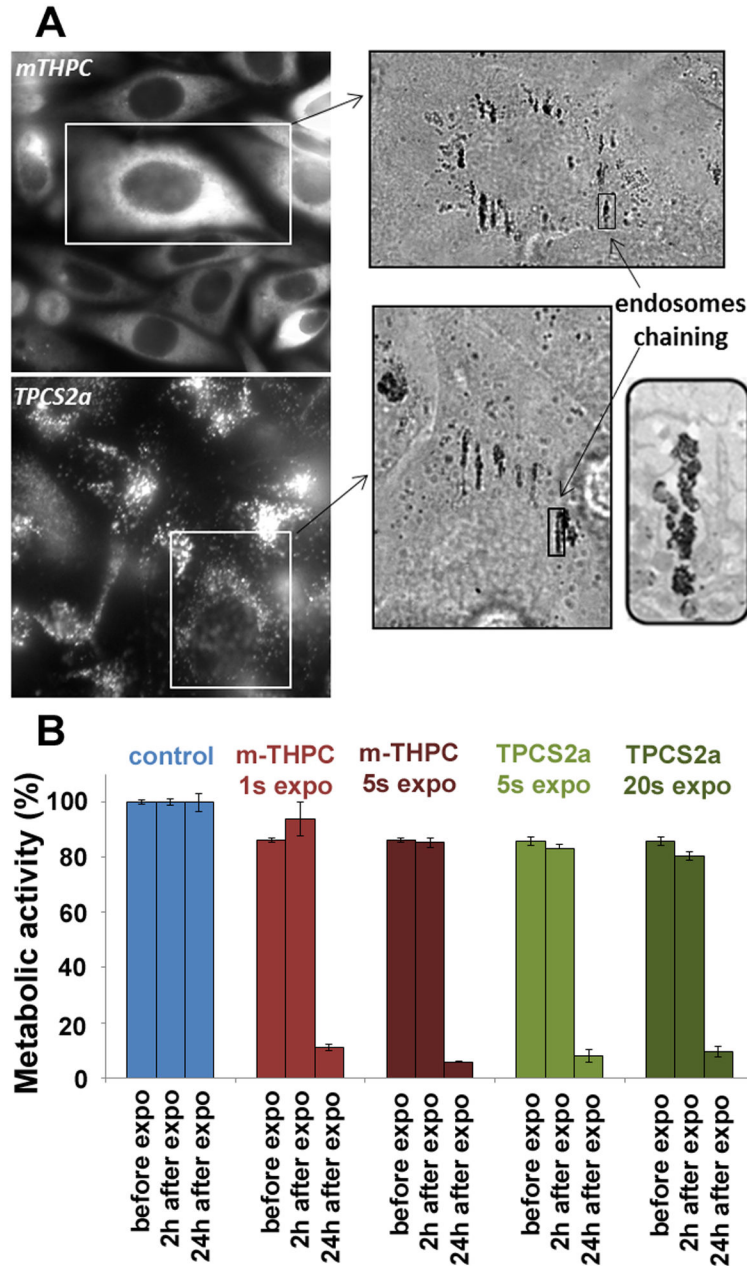 A
mTHPC
endosomes
chaining
TPCS2a
B
control
m-THPC
1s expo
m-THPC
5s expo
TPCS2a
5s expo
TPCS2a
20s expo
Metabolic activity (%)
100
80
60
40
20
0
before expo
2h after expo
24h after expo
before expo
2h after expo
24h after expo
before expo
2h after expo
24h after expo
before expo
2h after expo
24h after expo
before expo
2h after expo
24h after expo